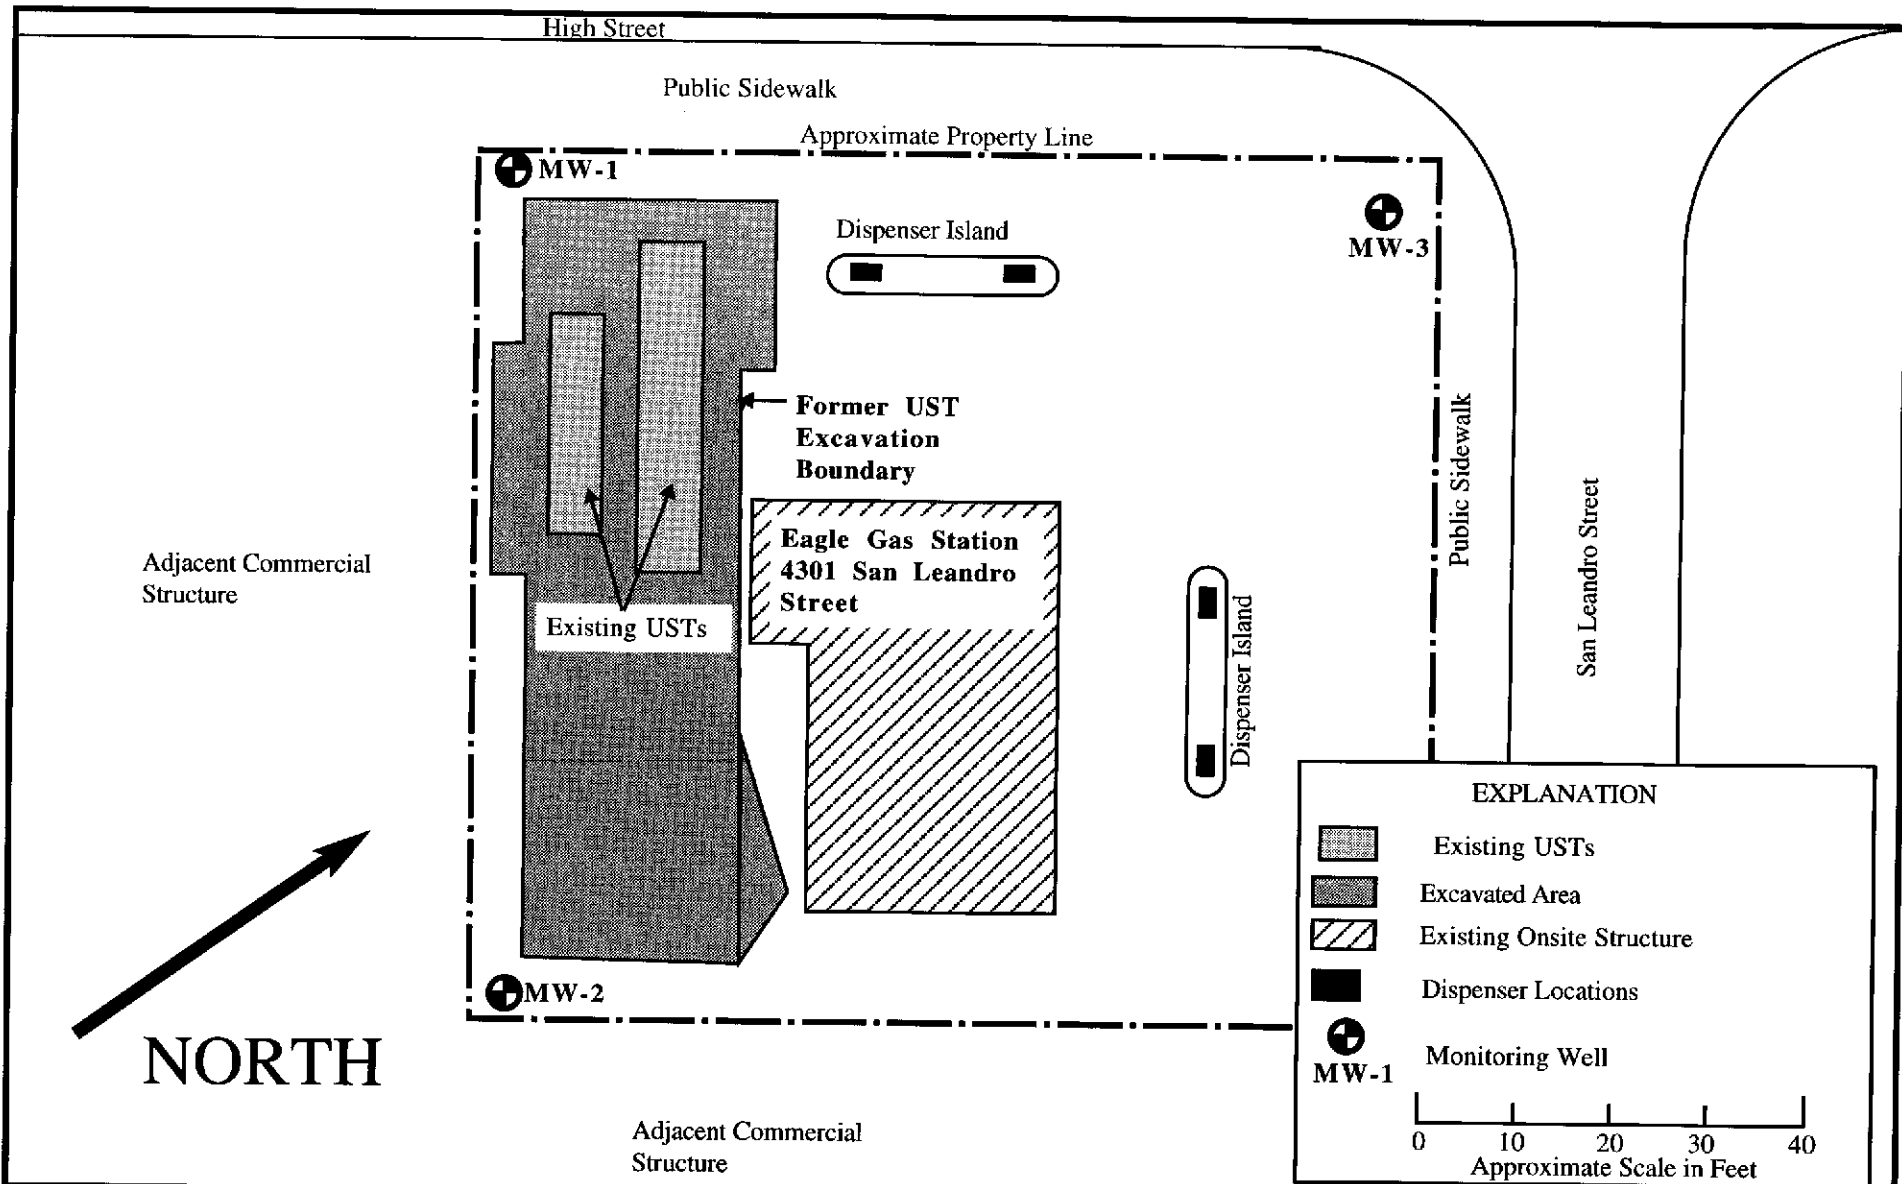 High Street
Public Sidewalk
Approximate Property Line
MW-1
Dispenser Island
MW-3
Former UST
Excavation
Boundary
Public Sidewalk
San Leandro Street
Eagle Gas Station
4301 San Leandro
Street
Adjacent Commercial
Structure
Existing USTs
Dispenser Island
MW-2
NORTH
Adjacent Commercial
Structure
EXPLANATION
Existing USTs
Excavated Area
Existing Onsite Structure
Dispenser Locations
MW-1
Monitoring Well
0 10 20 30 40
Approximate Scale in Feet